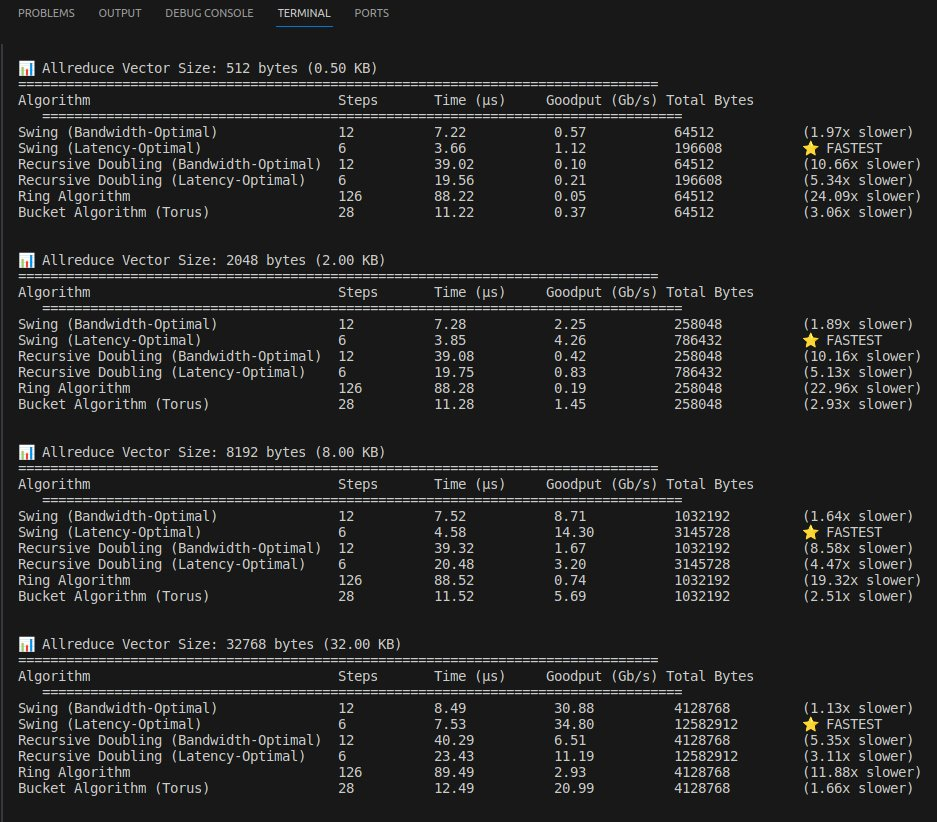 PROBLEMS OUTPUT DEBUG CONSOLE TERMINAL PORTS
📊 Allreduce Vector Size: 512 bytes (0.50 KB)
================================================================================
Algorithm Steps Time (µs) Goodput (Gb/s) Total Bytes
================================================================================
Swing (Bandwidth-Optimal) 12 7.22 0.57 64512 (1.97x slower)
Swing (Latency-Optimal) 6 3.66 1.12 196608 ⭐ FASTEST
Recursive Doubling (Bandwidth-Optimal) 12 39.02 0.10 64512 (10.66x slower)
Recursive Doubling (Latency-Optimal) 6 19.56 0.21 196608 (5.34x slower)
Ring Algorithm 126 88.22 0.05 64512 (24.09x slower)
Bucket Algorithm (Torus) 28 11.22 0.37 64512 (3.06x slower)
📊 Allreduce Vector Size: 2048 bytes (2.00 KB)
================================================================================
Algorithm Steps Time (µs) Goodput (Gb/s) Total Bytes
================================================================================
Swing (Bandwidth-Optimal) 12 7.28 2.25 258048 (1.89x slower)
Swing (Latency-Optimal) 6 3.85 4.26 786432 ⭐ FASTEST
Recursive Doubling (Bandwidth-Optimal) 12 39.08 0.42 258048 (10.16x slower)
Recursive Doubling (Latency-Optimal) 6 19.75 0.83 786432 (5.13x slower)
Ring Algorithm 126 88.28 0.19 258048 (22.96x slower)
Bucket Algorithm (Torus) 28 11.28 1.45 258048 (2.93x slower)
📊 Allreduce Vector Size: 8192 bytes (8.00 KB)
================================================================================
Algorithm Steps Time (µs) Goodput (Gb/s) Total Bytes
================================================================================
Swing (Bandwidth-Optimal) 12 7.52 8.71 1032192 (1.64x slower)
Swing (Latency-Optimal) 6 4.58 14.30 3145728 ⭐ FASTEST
Recursive Doubling (Bandwidth-Optimal) 12 39.32 1.67 1032192 (8.58x slower)
Recursive Doubling (Latency-Optimal) 6 20.48 3.20 3145728 (4.47x slower)
Ring Algorithm 126 88.52 0.74 1032192 (19.32x slower)
Bucket Algorithm (Torus) 28 11.52 5.69 1032192 (2.51x slower)
📊 Allreduce Vector Size: 32768 bytes (32.00 KB)
================================================================================
Algorithm Steps Time (µs) Goodput (Gb/s) Total Bytes
================================================================================
Swing (Bandwidth-Optimal) 12 8.49 30.88 4128768 (1.13x slower)
Swing (Latency-Optimal) 6 7.53 34.80 12582912 ⭐ FASTEST
Recursive Doubling (Bandwidth-Optimal) 12 40.29 6.51 4128768 (5.35x slower)
Recursive Doubling (Latency-Optimal) 6 23.43 11.19 12582912 (3.11x slower)
Ring Algorithm 126 89.49 2.93 4128768 (11.88x slower)
Bucket Algorithm (Torus) 28 12.49 20.99 4128768 (1.66x slower)